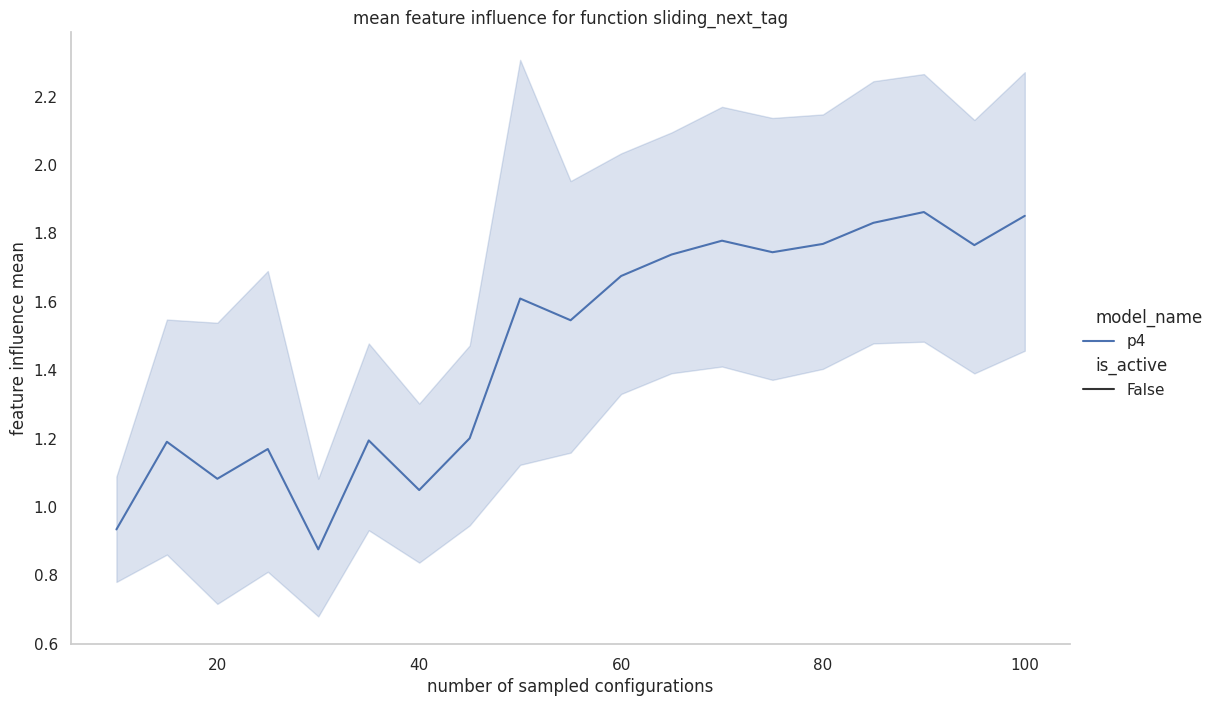 mean feature influence for function sliding_next_tag
feature influence mean
2.2
2.0
1.8
1.6
1.4
1.2
1.0
0.8
0.6
20
40
60
80
100
number of sampled configurations
model_name
p4
is_active
False